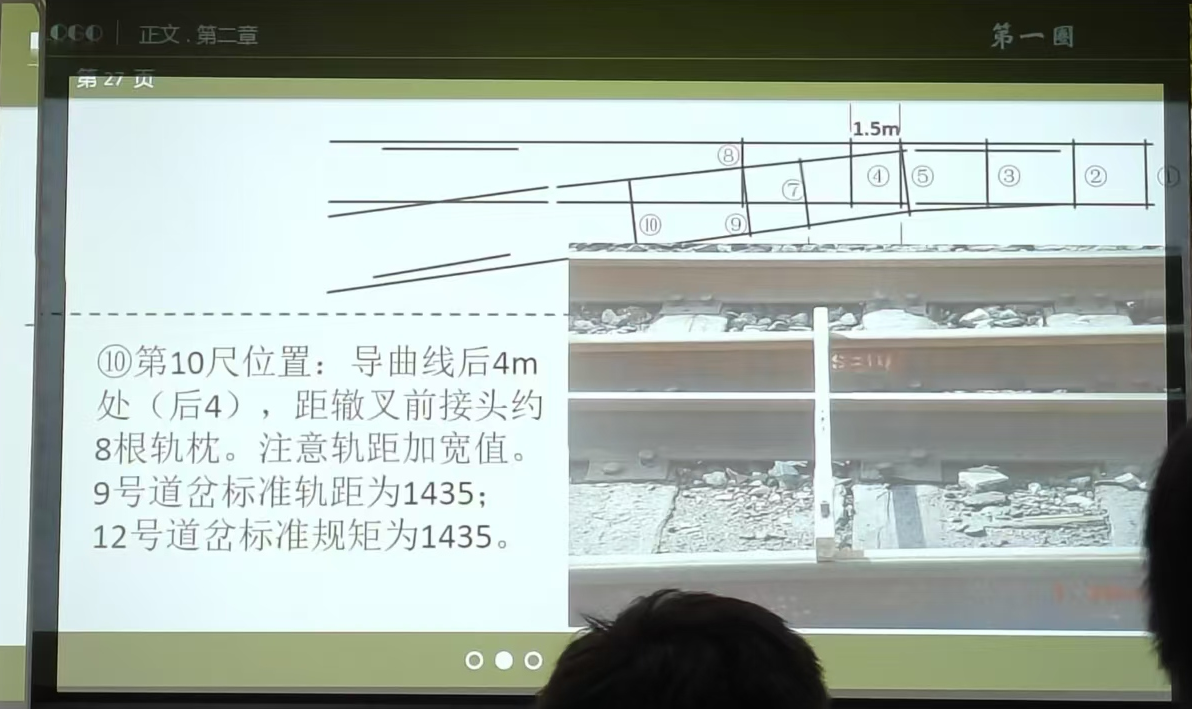 正文.第二章
第一圈
第27页
1.5m
⑧
⑦
④
⑤
③
②
①
⑩
⑨
⑩第10尺位置：导曲线后4m
处（后4），距辙叉前接头约
8根轨枕。注意轨距加宽值。
9号道岔标准轨距为1435；
12号道岔标准规矩为1435。